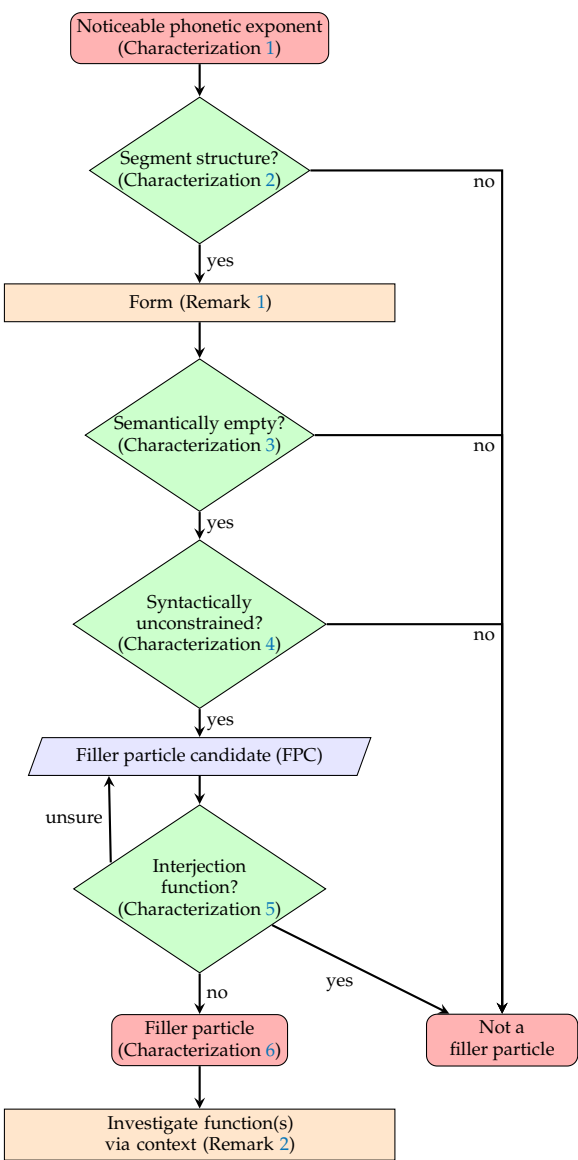 Noticeable phonetic exponent
(Characterization 1)
Segment structure?
(Characterization 2)
no
yes
Form (Remark 1)
Semantically empty?
(Characterization 3)
no
yes
Syntactically
unconstrained?
(Characterization 4)
no
yes
Filler particle candidate (FPC)
unsure
Interjection
function?
(Characterization 5)
yes
no
Filler particle
(Characterization 6)
Not a
filler particle
Investigate function(s)
via context (Remark 2)